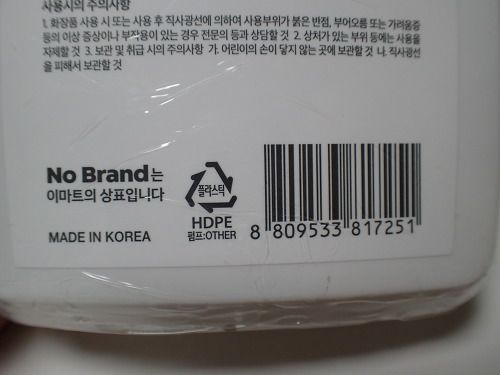 사용시의 주의사항
1. 화장품 사용 시 또는 사용 후 직사광선에 의하여 사용부위가 붉은 반점, 부어오름 또는 가려움증
등의 이상 증상이나 부작용이 있는 경우 전문의 등과 상담할 것 2. 상처가 있는 부위 등에는 사용을
자제할 것 3. 보관 및 취급 시의 주의사항 가. 어린이의 손이 닿지 않는 곳에 보관할 것 나. 직사광선
을 피해서 보관할 것
No Brand는
이마트의 상표입니다
MADE IN KOREA
플라스틱
HDPE
펌프:OTHER
8 809533 817251